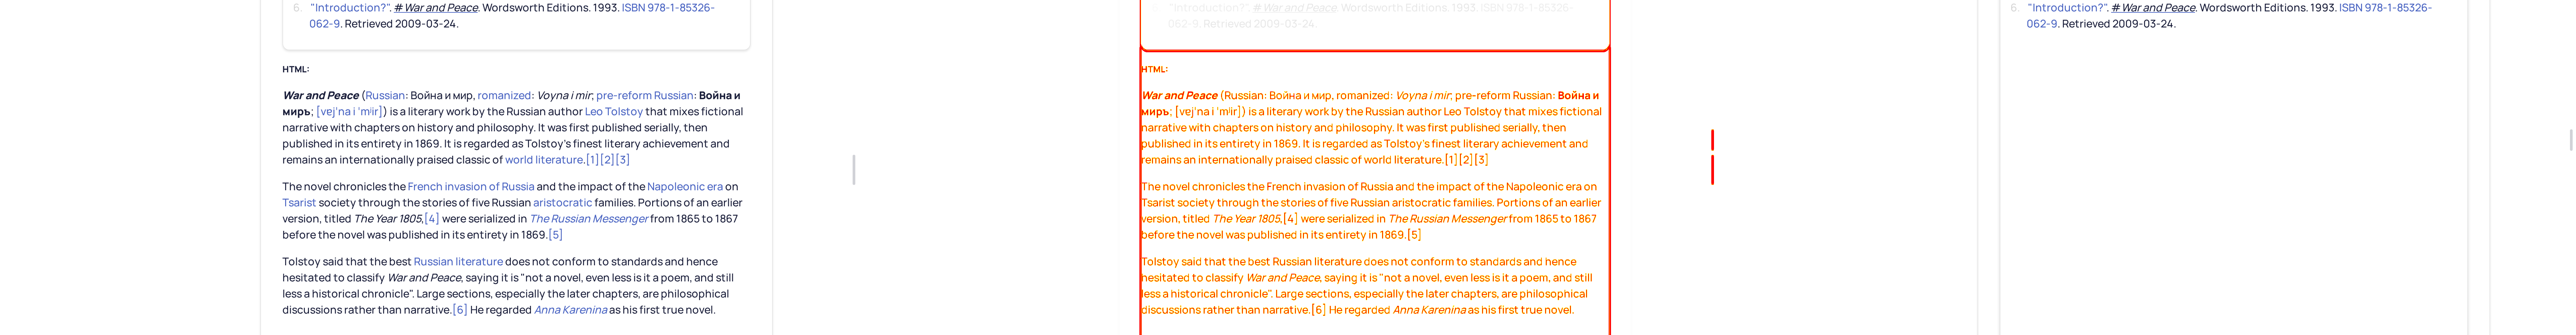 6. "Introduction?". # War and Peace. Wordsworth Editions. 1993. ISBN 978-1-85326-
062-9. Retrieved 2009-03-24.
HTML:
War and Peace (Russian: Война и мир, romanized: Voyna i mir; pre-reform Russian: Война и
миръ; [vɐjˈna i ˈmʲir]) is a literary work by the Russian author Leo Tolstoy that mixes fictional
narrative with chapters on history and philosophy. It was first published serially, then
published in its entirety in 1869. It is regarded as Tolstoy's finest literary achievement and
remains an internationally praised classic of world literature.[1][2][3]
The novel chronicles the French invasion of Russia and the impact of the Napoleonic era on
Tsarist society through the stories of five Russian aristocratic families. Portions of an earlier
version, titled The Year 1805,[4] were serialized in The Russian Messenger from 1865 to 1867
before the novel was published in its entirety in 1869.[5]
Tolstoy said that the best Russian literature does not conform to standards and hence
hesitated to classify War and Peace, saying it is "not a novel, even less is it a poem, and still
less a historical chronicle". Large sections, especially the later chapters, are philosophical
discussions rather than narrative.[6] He regarded Anna Karenina as his first true novel.
6. "Introduction?". # War and Peace. Wordsworth Editions. 1993. ISBN 978-1-85326-
062-9. Retrieved 2009-03-24.
HTML:
War and Peace (Russian: Война и мир, romanized: Voyna i mir; pre-reform Russian: Война и
миръ; [vɐjˈna i ˈmʲir]) is a literary work by the Russian author Leo Tolstoy that mixes fictional
narrative with chapters on history and philosophy. It was first published serially, then
published in its entirety in 1869. It is regarded as Tolstoy's finest literary achievement and
remains an internationally praised classic of world literature.[1][2][3]
The novel chronicles the French invasion of Russia and the impact of the Napoleonic era on
Tsarist society through the stories of five Russian aristocratic families. Portions of an earlier
version, titled The Year 1805,[4] were serialized in The Russian Messenger from 1865 to 1867
before the novel was published in its entirety in 1869.[5]
Tolstoy said that the best Russian literature does not conform to standards and hence
hesitated to classify War and Peace, saying it is "not a novel, even less is it a poem, and still
less a historical chronicle". Large sections, especially the later chapters, are philosophical
discussions rather than narrative.[6] He regarded Anna Karenina as his first true novel.
6. "Introduction?". # War and Peace. Wordsworth Editions. 1993. ISBN 978-1-85326-
062-9. Retrieved 2009-03-24.